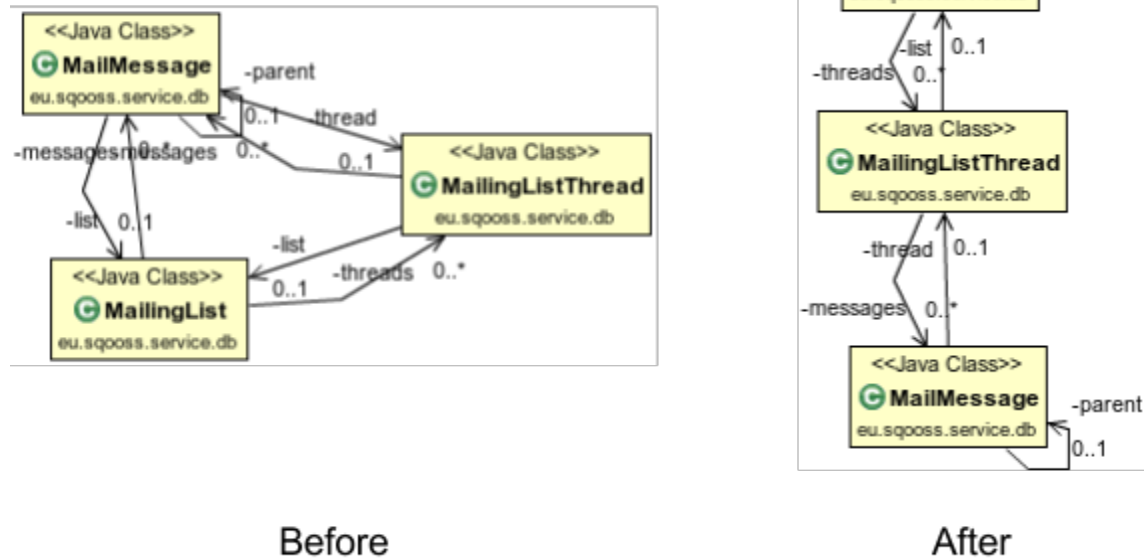 <<Java Class>>
C MailMessage
eu.sqooss.service.db
-parent
0..1
-thread
-messages
-messages
0..*
0..*
0..1
<<Java Class>>
C MailingListThread
eu.sqooss.service.db
-list
0..1
-list
0..1
-threads
0..*
<<Java Class>>
C MailingList
eu.sqooss.service.db
Before
-list
0..1
-threads
0..*
<<Java Class>>
C MailingListThread
eu.sqooss.service.db
-thread
0..1
-messages
0..*
<<Java Class>>
C MailMessage
eu.sqooss.service.db
-parent
0..1
After